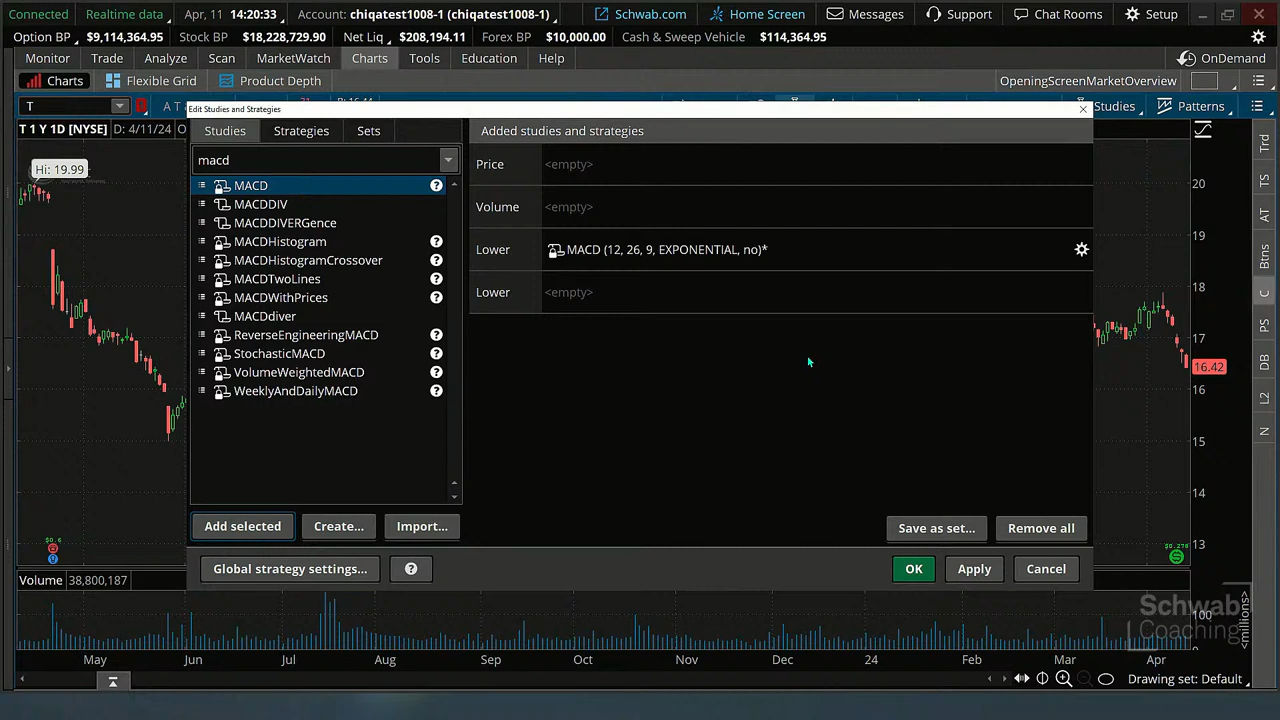 Connected
Realtime data
Apr, 11 14:20:33
Account: chiqatest1008-1 (chiqatest1008-1)
Schwab.com
Home Screen
Messages
Support
Chat Rooms
Setup
Option BP $9,114,364.95
Stock BP $18,228,729.90
Net Liq $208,194.11
Forex BP $10,000.00
Cash & Sweep Vehicle $114,364.95
Monitor
Trade
Analyze
Scan
MarketWatch
Charts
Tools
Education
Help
OnDemand
Charts
Flexible Grid
Product Depth
OpeningScreenMarketOverview
T
A T
Studies
Patterns
Edit Studies and Strategies
T 1 Y 1D [NYSE]
D: 4/11/24
O
Hi: 19.99
Studies
Strategies
Sets
macd
MACD
MACDDIV
MACDDIVERGence
MACDHistogram
MACDHistogramCrossover
MACDTwoLines
MACDWithPrices
MACDdiver
ReverseEngineeringMACD
StochasticMACD
VolumeWeightedMACD
WeeklyAndDailyMACD
Add selected
Create...
Import...
Added studies and strategies
Price <empty>
Volume <empty>
Lower MACD (12, 26, 9, EXPONENTIAL, no)*
Lower <empty>
Save as set...
Remove all
Global strategy settings...
?
OK
Apply
Cancel
20
19
18
17
16.42
16
15
14
13
Trd
TS
AT
Btns
C
PS
DB
L2
N
Volume 38,800,187
100
<millions>
Schwab
Coaching
May
Jun
Jul
Aug
Sep
Oct
Nov
Dec
24
Feb
Mar
Apr
Drawing set: Default